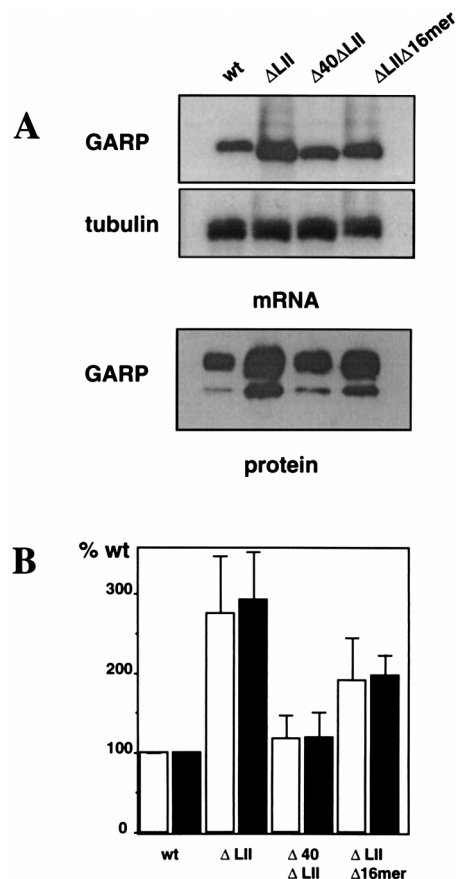 A
wt ΔLII Δ40ΔLII ΔLIIΔ16mer
GARP
tubulin
mRNA
GARP
protein
B
% wt
300
200
100
0
wt Δ LII Δ 40 Δ LII
Δ LII Δ16mer